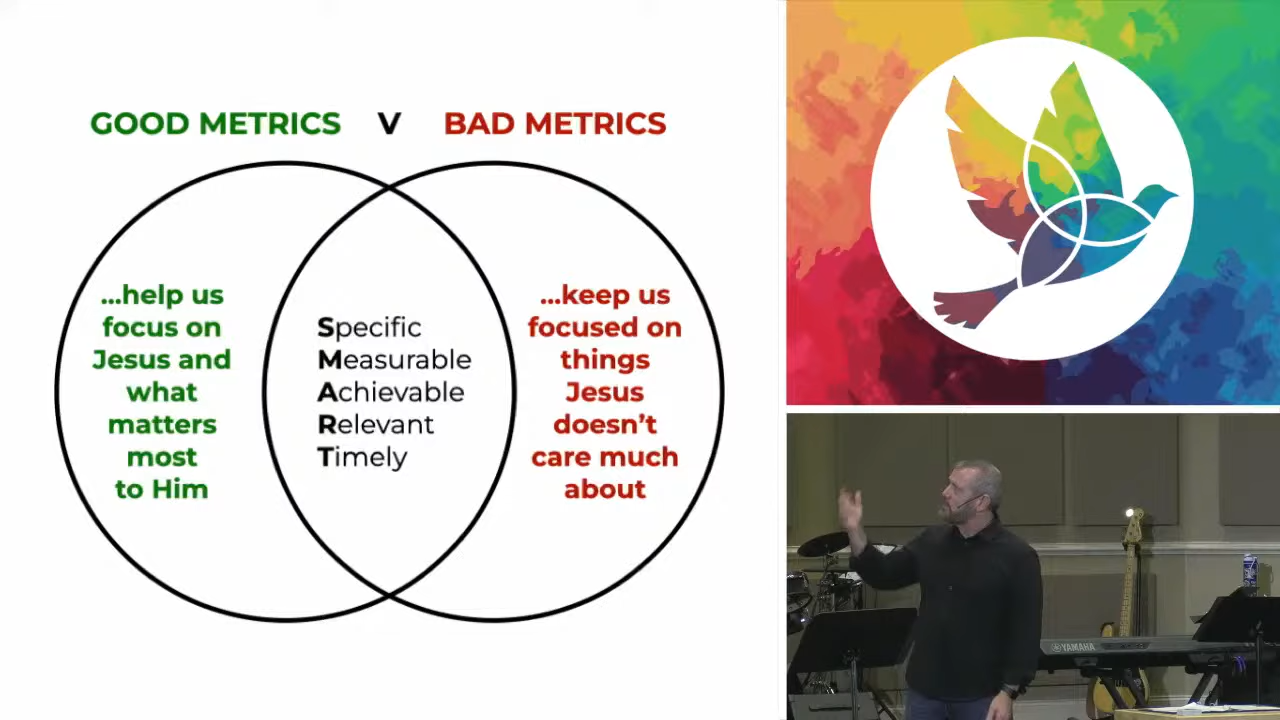 GOOD METRICS V BAD METRICS
...help us
focus on
Jesus and
what
matters
most
to Him
Specific
Measurable
Achievable
Relevant
Timely
...keep us
focused on
things
Jesus
doesn't
care much
about
YAMAHA